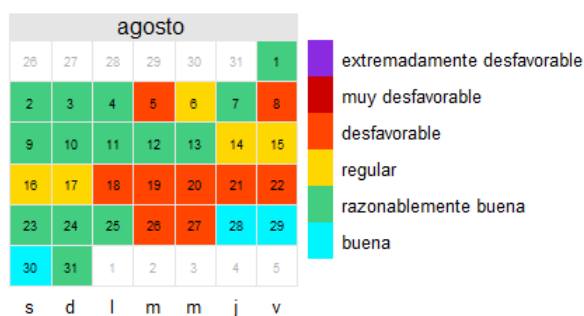 agosto
26 27 28 29 30 31 1
2 3 4 5 6 7 8
9 10 11 12 13 14 15
16 17 18 19 20 21 22
23 24 25 26 27 28 29
30 31 1 2 3 4 5
s d l m m j v
extremadamente desfavorable
muy desfavorable
desfavorable
regular
razonablemente buena
buena